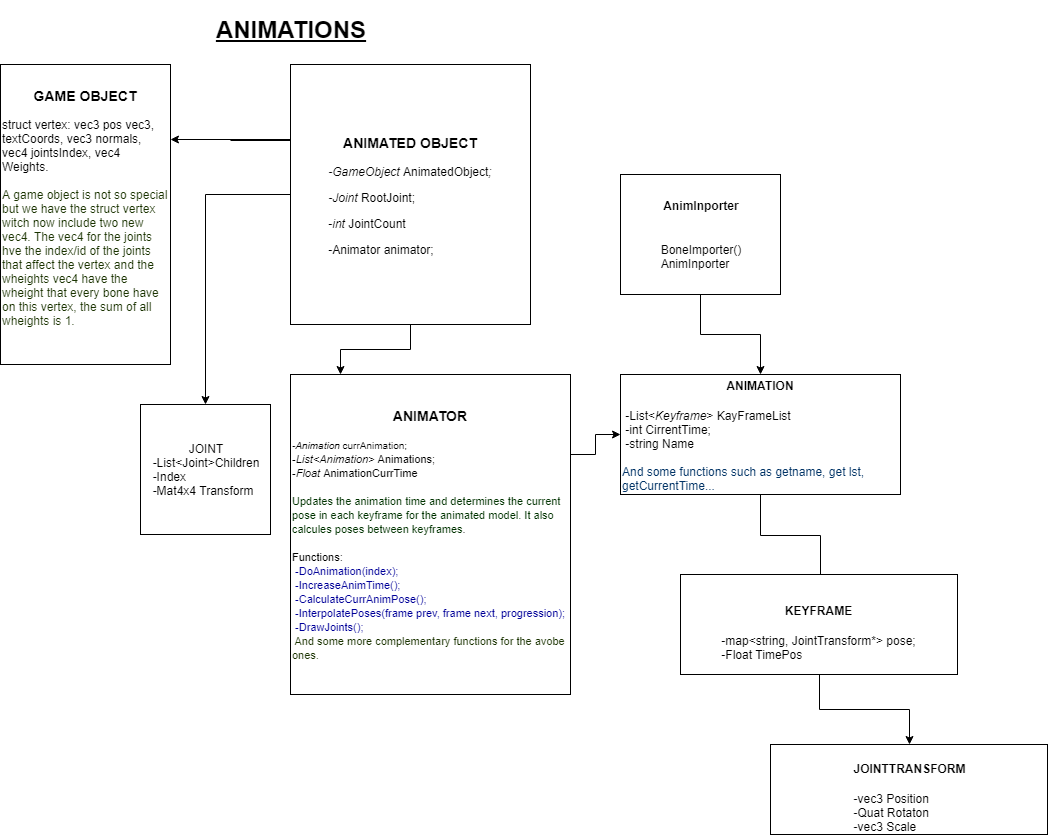 ANIMATIONS
GAME OBJECT
struct vertex: vec3 pos vec3,
textCoords, vec3 normals,
vec4 jointsIndex, vec4
Weights.
A game object is not so special
but we have the struct vertex
witch now include two new
vec4. The vec4 for the joints
hve the index/id of the joints
that affect the vertex and the
wheights vec4 have the
wheight that every bone have
on this vertex, the sum of all
wheights is 1.
ANIMATED OBJECT
-GameObject AnimatedObject;
-Joint RootJoint;
-int JointCount
-Animator animator;
AnimInporter
BoneImporter()
AnimInporter
JOINT
-List<Joint>Children
-Index
-Mat4x4 Transform
ANIMATOR
-Animation currAnimation;
-List<Animation> Animations;
-Float AnimationCurrTime
Updates the animation time and determines the current
pose in each keyframe for the animated model. It also
calcules poses between keyframes.
Functions:
-DoAnimation(index);
-IncreaseAnimTime();
-CalculateCurrAnimPose();
-InterpolatePoses(frame prev, frame next, progression);
-DrawJoints();
And some more complementary functions for the avobe
ones.
ANIMATION
-List<Keyframe> KayFrameList
-int CirrentTime;
-string Name
And some functions such as getname, get lst,
getCurrentTime...
KEYFRAME
-map<string, JointTransform*> pose;
-Float TimePos
JOINTTRANSFORM
-vec3 Position
-Quat Rotaton
-vec3 Scale